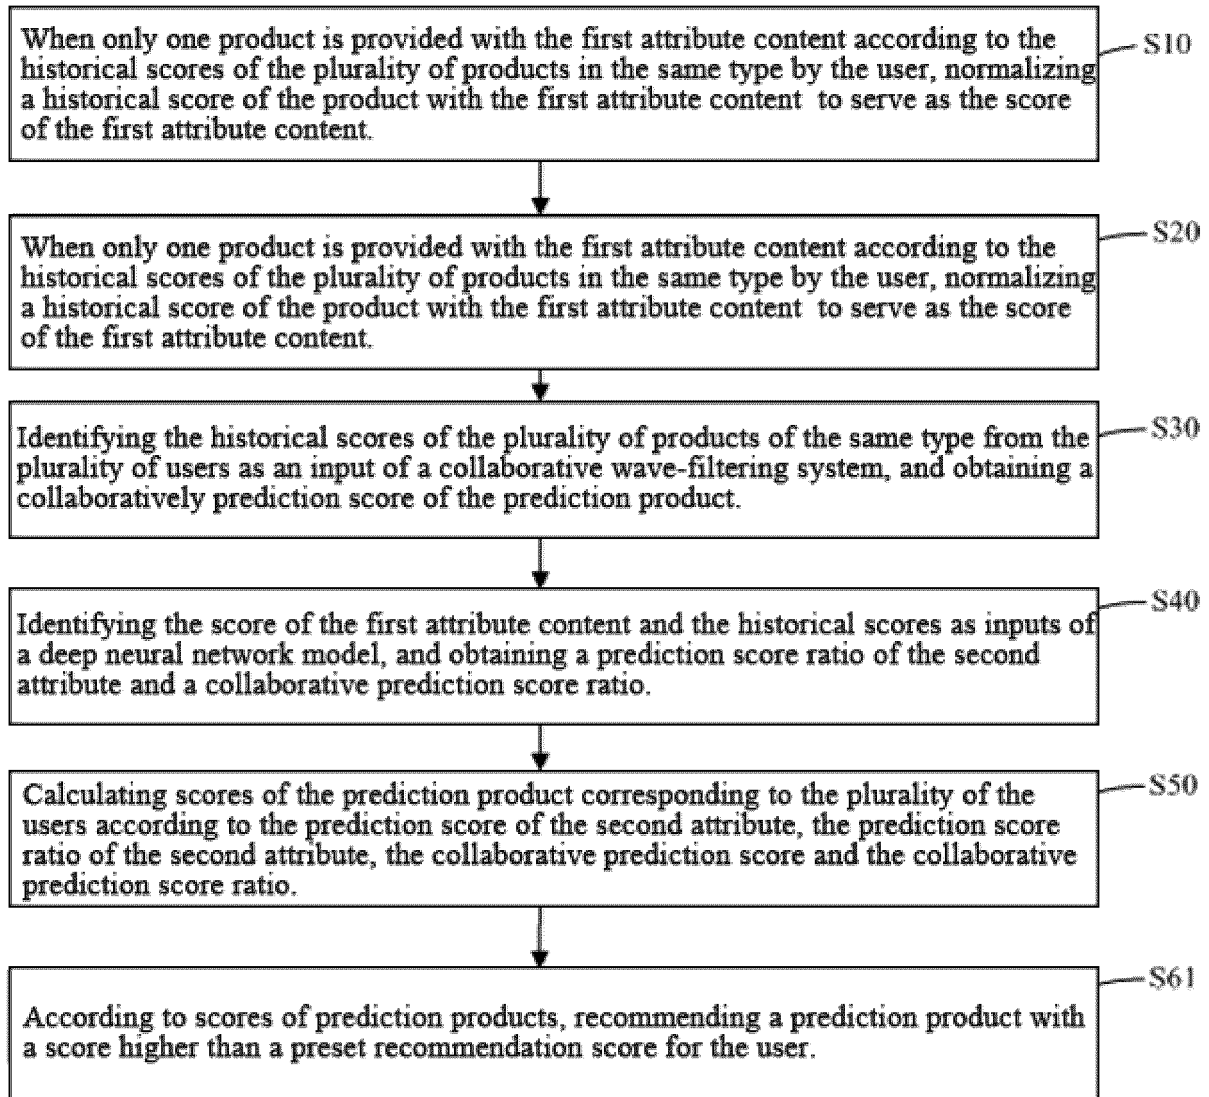 When only one product is provided with the first attribute content according to the
historical scores of the plurality of products in the same type by the user, normalizing
a historical score of the product with the first attribute content to serve as the score
of the first attribute content.
S10
When only one product is provided with the first attribute content according to the
historical scores of the plurality of products in the same type by the user, normalizing
a historical score of the product with the first attribute content to serve as the score
of the first attribute content.
S20
Identifying the historical scores of the plurality of products of the same type from the
plurality of users as an input of a collaborative wave-filtering system, and obtaining a
collaboratively prediction score of the prediction product.
S30
Identifying the score of the first attribute content and the historical scores as inputs of
a deep neural network model, and obtaining a prediction score ratio of the second
attribute and a collaborative prediction score ratio.
S40
Calculating scores of the prediction product corresponding to the plurality of the
users according to the prediction score of the second attribute, the prediction score
ratio of the second attribute, the collaborative prediction score and the collaborative
prediction score ratio.
S50
According to scores of prediction products, recommending a prediction product with
a score higher than a preset recommendation score for the user.
S61